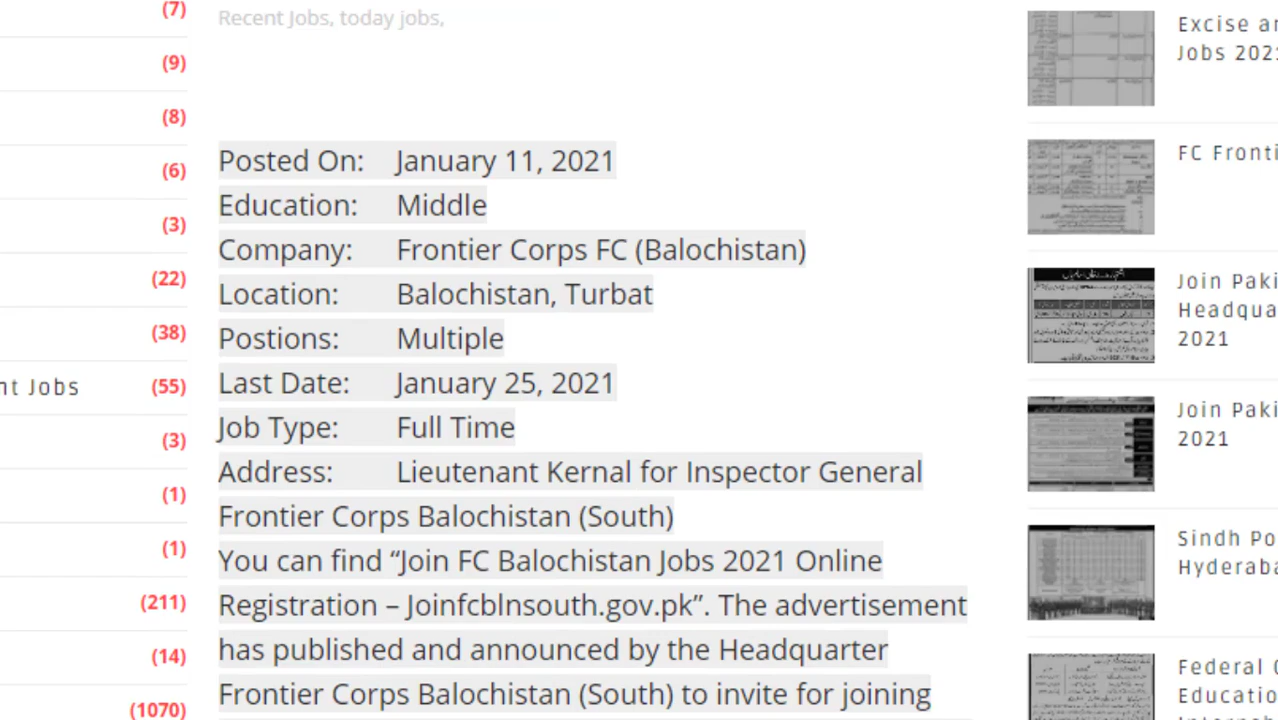 (7)
(9)
(8)
(6)
(3)
(22)
(38)
nt Jobs (55)
(3)
(1)
(1)
(211)
(14)
(1070)
Recent Jobs, today jobs,
Posted On: January 11, 2021
Education: Middle
Company: Frontier Corps FC (Balochistan)
Location: Balochistan, Turbat
Postions: Multiple
Last Date: January 25, 2021
Job Type: Full Time
Address: Lieutenant Kernal for Inspector General
Frontier Corps Balochistan (South)
You can find “Join FC Balochistan Jobs 2021 Online
Registration – Joinfcblnsouth.gov.pk”. The advertisement
has published and announced by the Headquarter
Frontier Corps Balochistan (South) to invite for joining
Excise an
Jobs 2021
FC Fronti
Join Paki
Headqua
2021
Join Paki
2021
Sindh Po
Hyderaba
Federal
Educatio